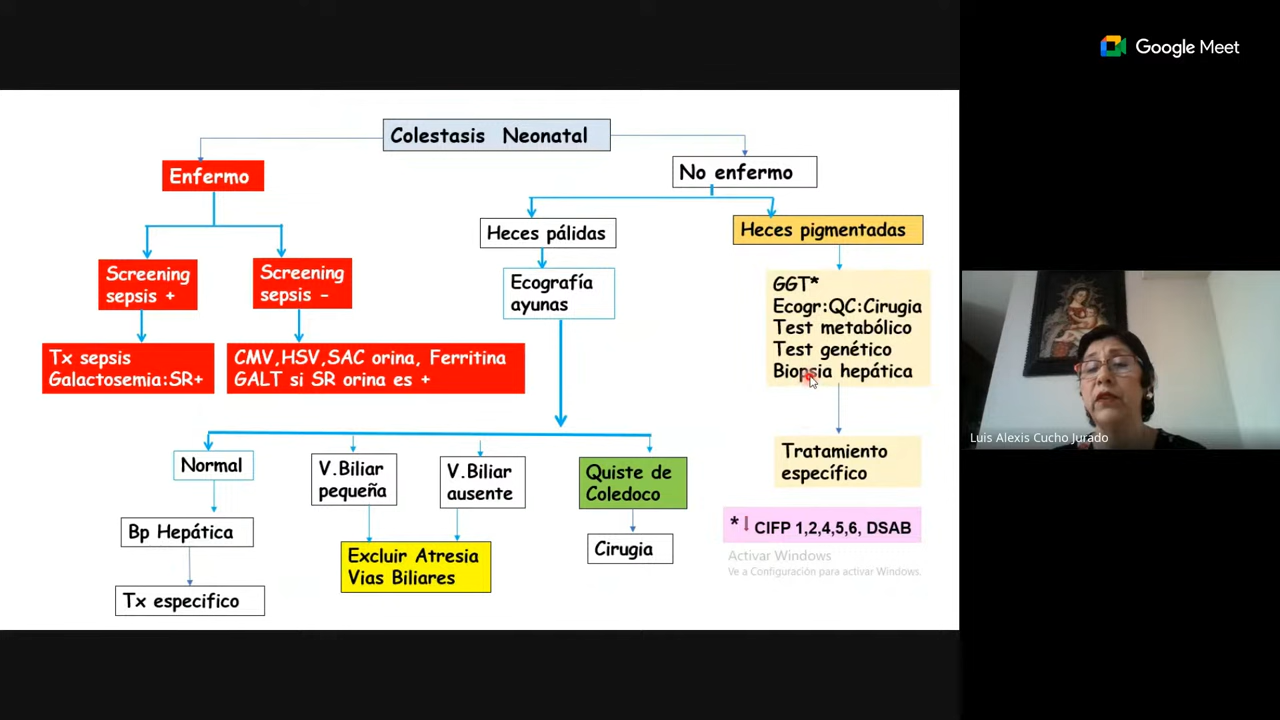 Google Meet
Colestasis Neonatal
Enfermo
No enfermo
Heces pálidas
Heces pigmentadas
Screening
sepsis +
Screening
sepsis -
Ecografía
ayunas
GGT*
Ecogr:QC:Cirugia
Test metabólico
Test genético
Biopsia hepática
Tx sepsis
Galactosemia:SR+
CMV,HSV,SAC orina, Ferritina
GALT si SR orina es +
Luis Alexis Cucho Jurado
Normal
V.Biliar
pequeña
V.Biliar
ausente
Quiste de
Coledoco
Tratamiento
específico
Bp Hepática
Excluir Atresia
Vias Biliares
Cirugia
* CIFP 1,2,4,5,6, DSAB
Tx especifico
Activar Windows
Ve a Configuración para activar Windows.